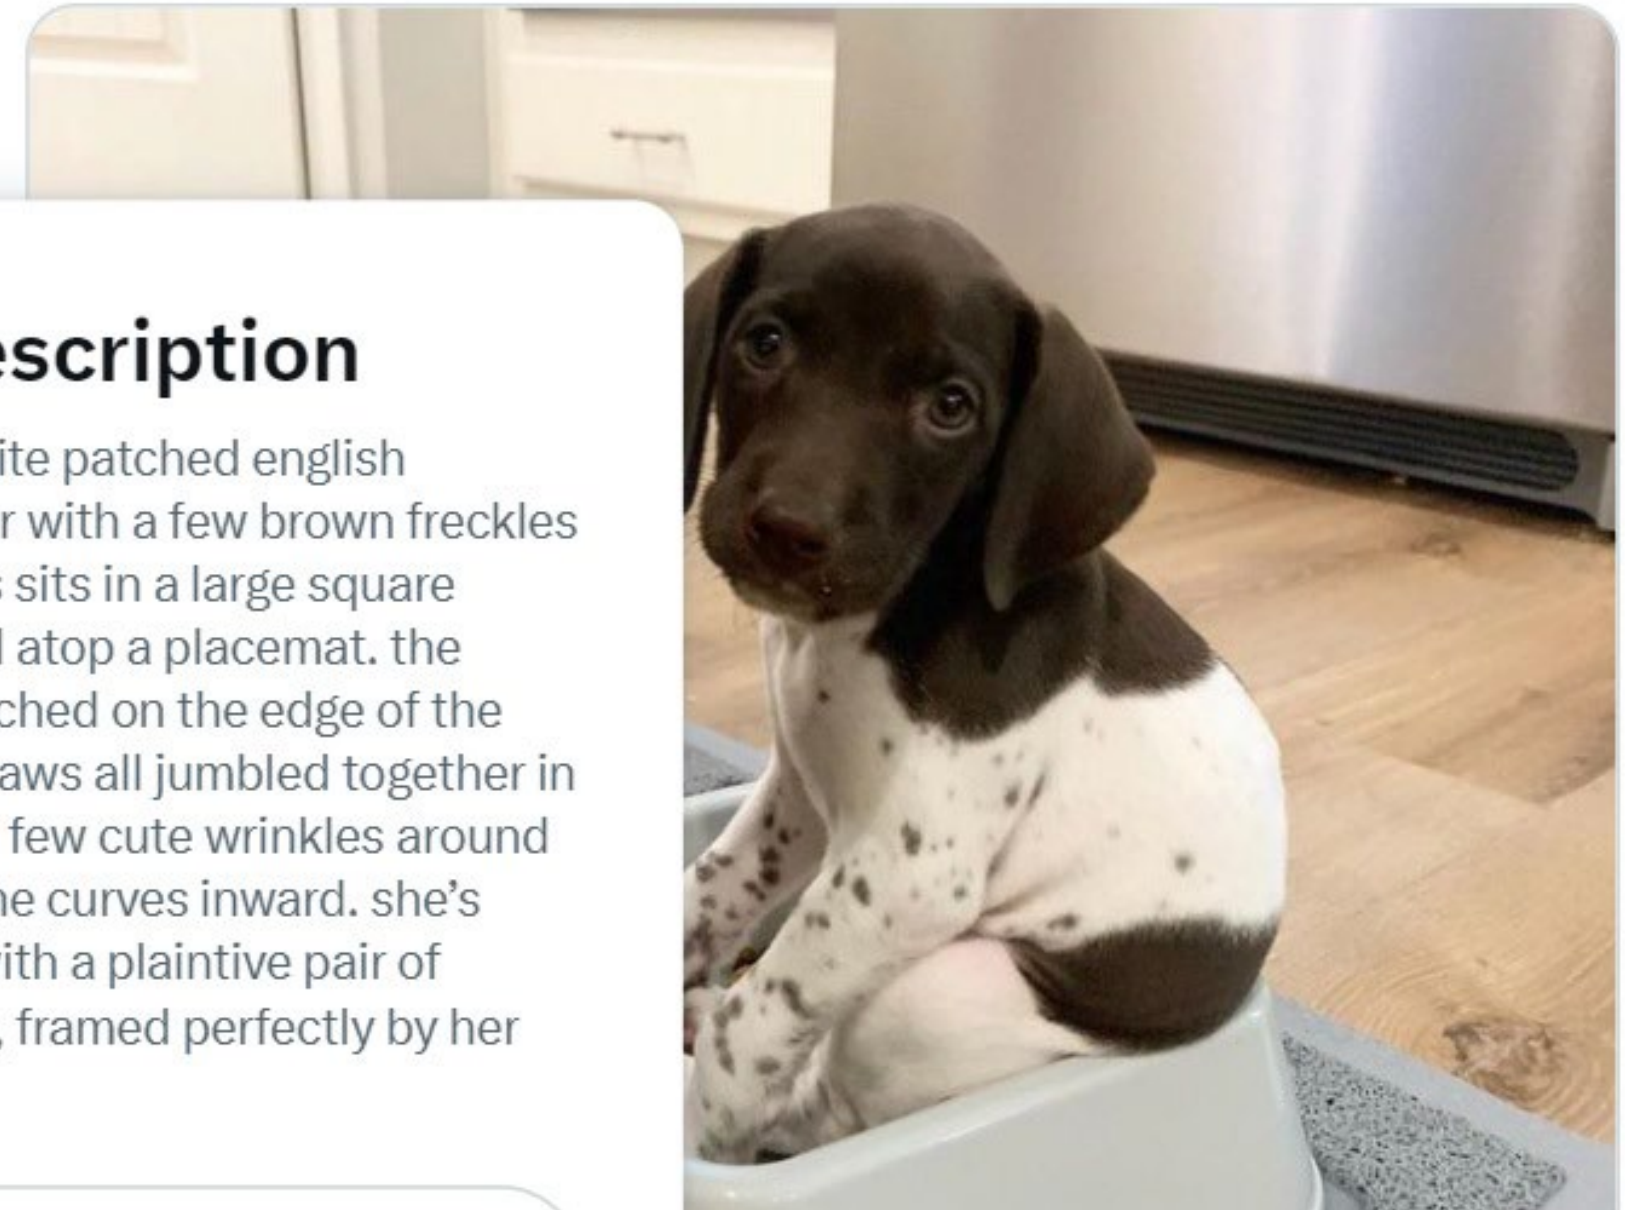 escription
ite patched english
r with a few brown freckles
s sits in a large square
l atop a placemat. the
ched on the edge of the
aws all jumbled together in
few cute wrinkles around
ne curves inward. she’s
ith a plaintive pair of
, framed perfectly by her